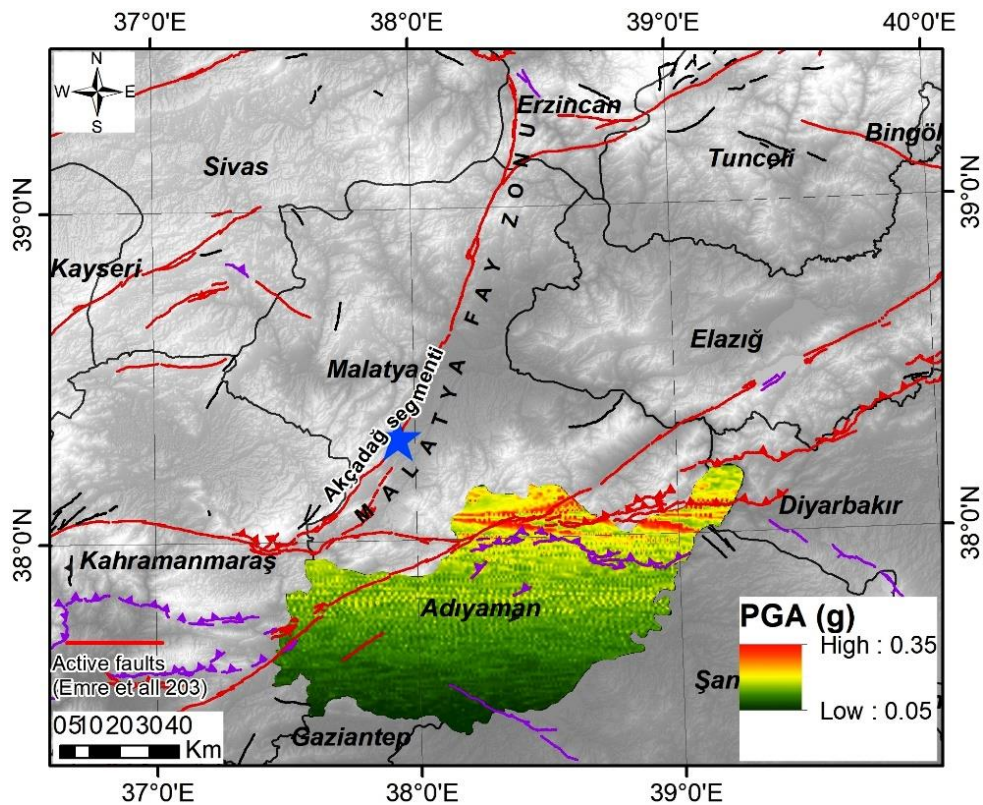 37°0'E
38°0'E
39°0'E
40°0'E
N
W
E
S
Erzincan
Bingöl
Tunceli
Sivas
39°0'N
39°0'N
Kayseri
MALATYA FAY ZONU
Elazığ
Malatya
Akçadağ segmenti
Diyarbakır
38°0'N
38°0'N
Kahramanmaraş
Adıyaman
PGA (g)
High : 0.35
Low : 0.05
Active faults
(Emre et all 203)
Şan
05 10 20 30 40
Km
Gaziantep
37°0'E
38°0'E
39°0'E